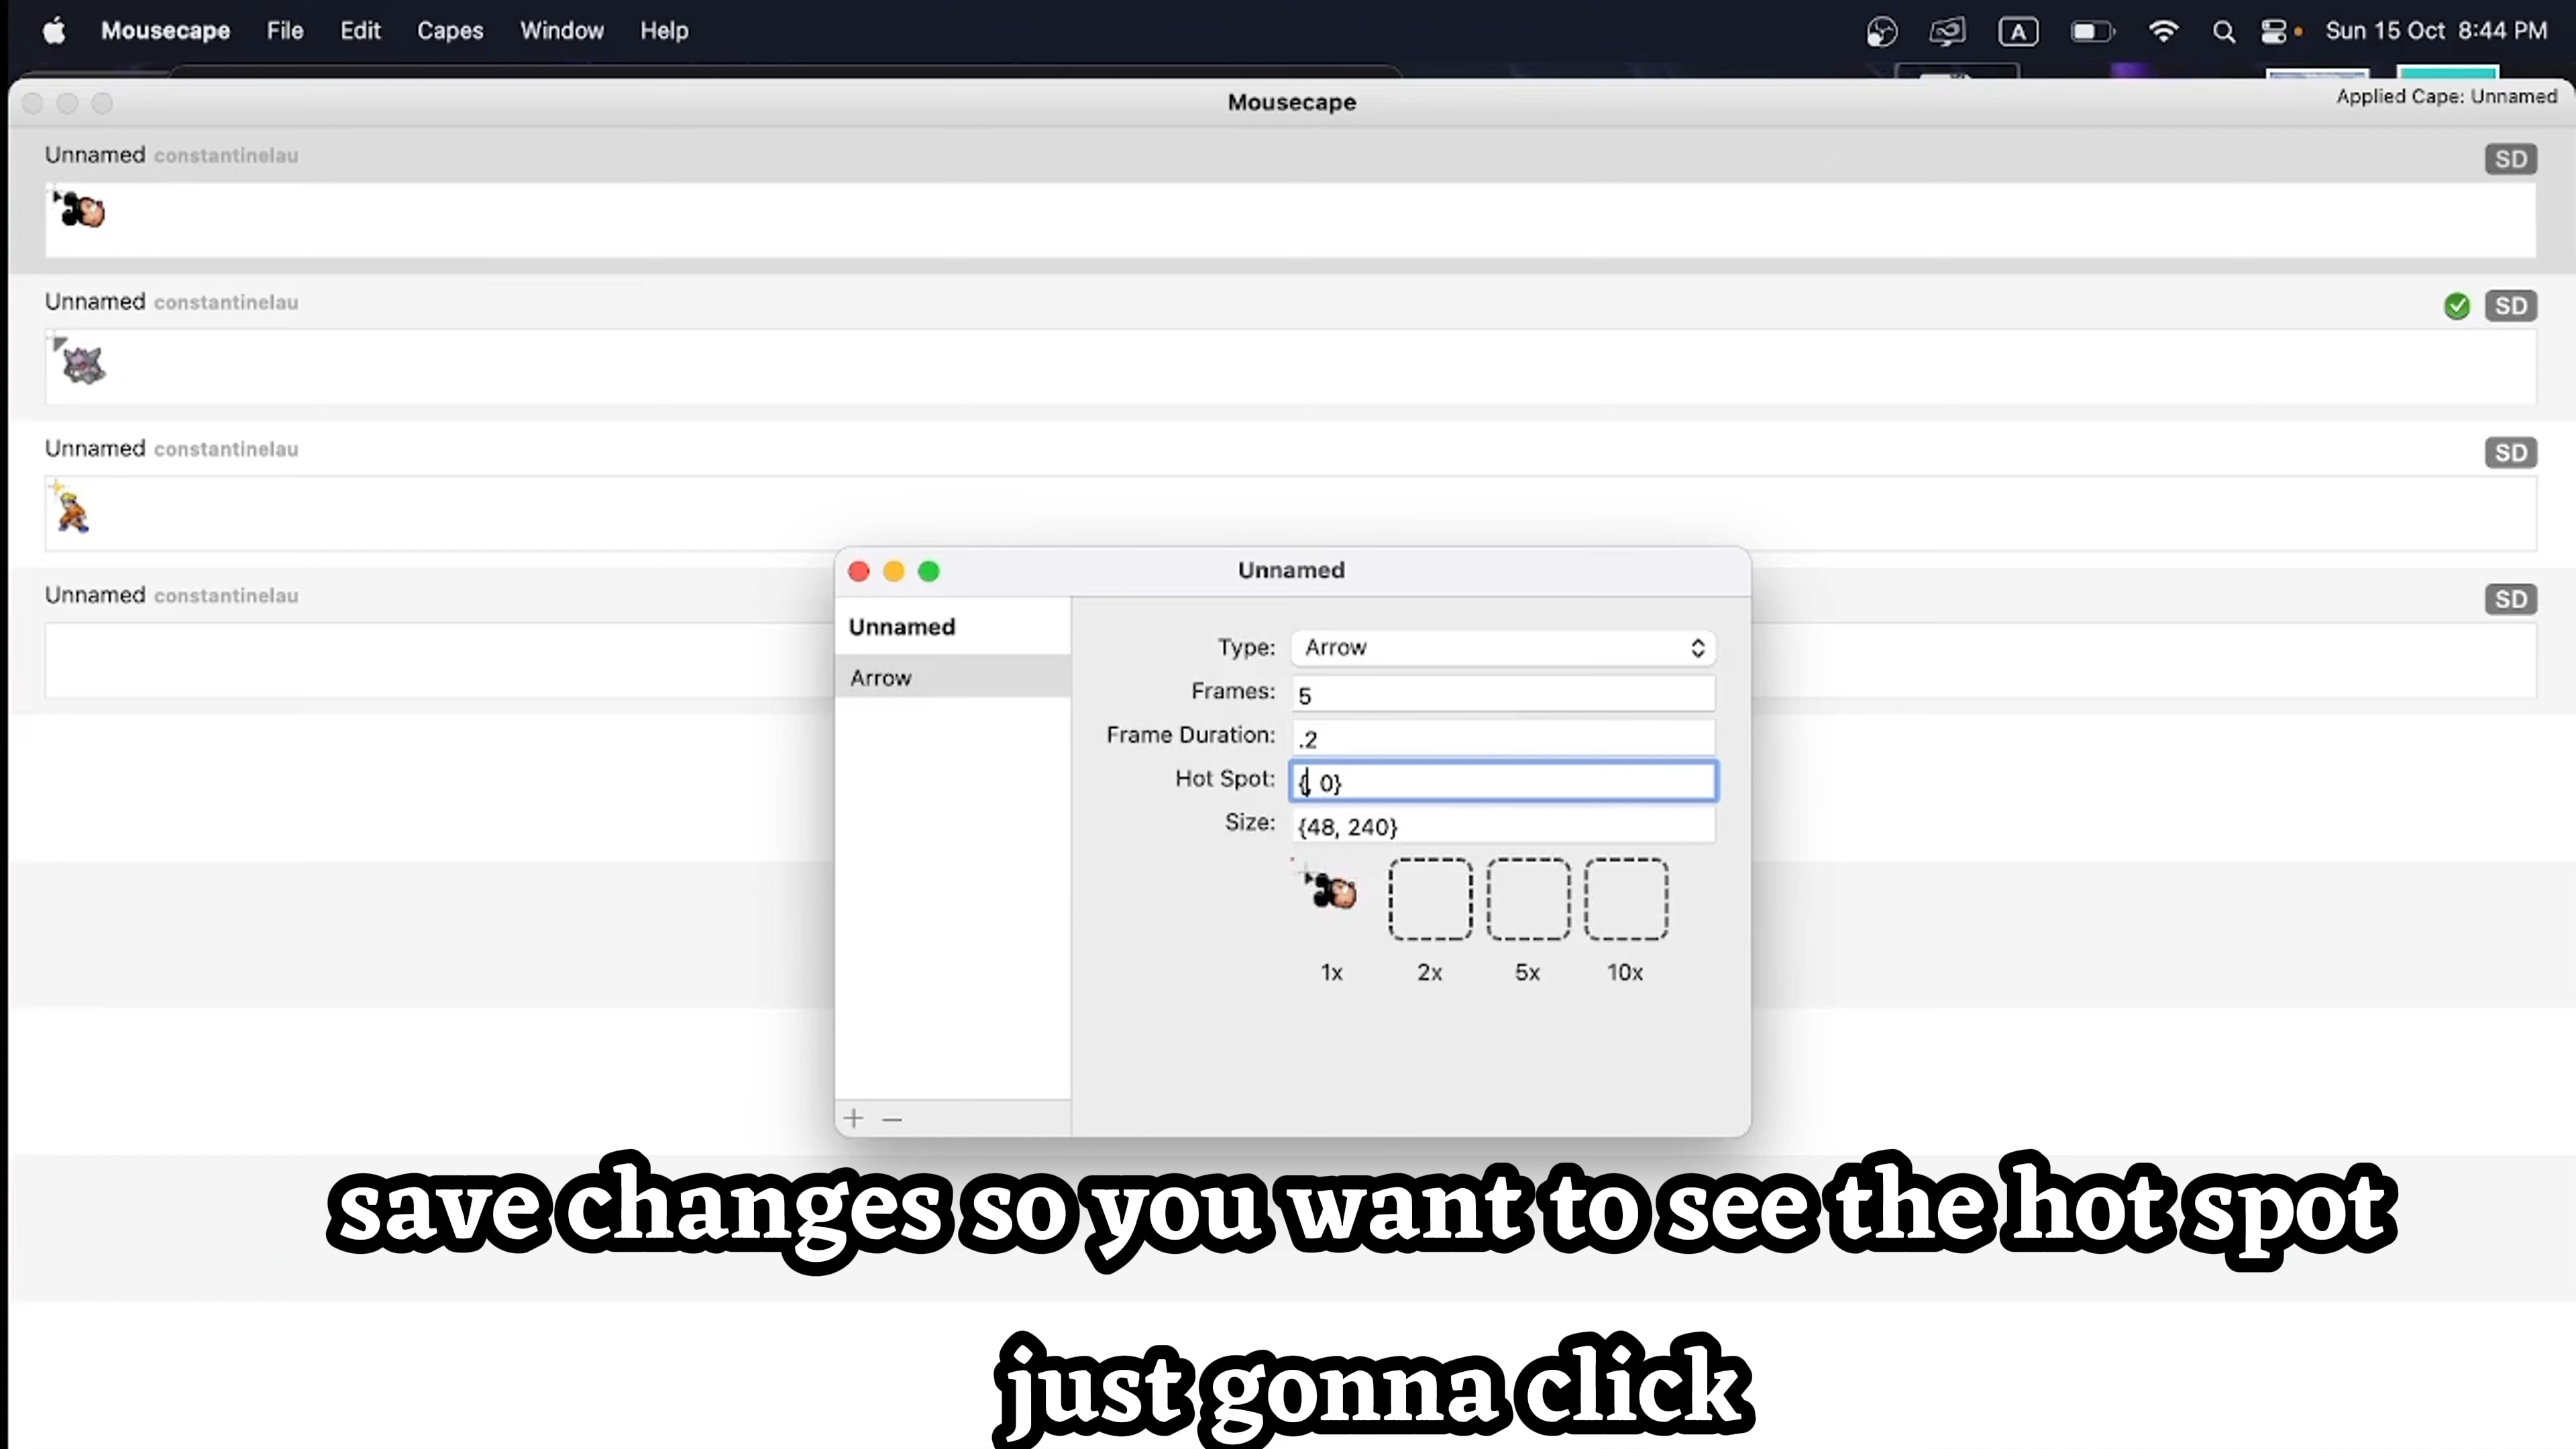 Mousecape File Edit Capes Window Help A Sun 15 Oct 8:44 PM
Mousecape
Applied Cape: Unnamed
Unnamed constantinelau SD
Unnamed constantinelau SD
Unnamed constantinelau SD
Unnamed constantinelau SD
Unnamed
Unnamed
Arrow
Type: Arrow
Frames: 5
Frame Duration: .2
Hot Spot: {, 0}
Size: {48, 240}
1x 2x 5x 10x
save changes so you want to see the hot spot
just gonna click